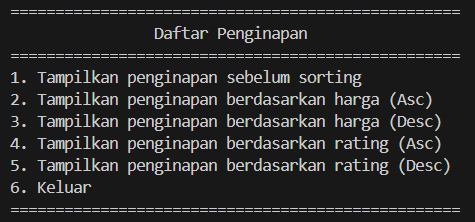 ==================================================
Daftar Penginapan
==================================================
1. Tampilkan penginapan sebelum sorting
2. Tampilkan penginapan berdasarkan harga (Asc)
3. Tampilkan penginapan berdasarkan harga (Desc)
4. Tampilkan penginapan berdasarkan rating (Asc)
5. Tampilkan penginapan berdasarkan rating (Desc)
6. Keluar
==================================================